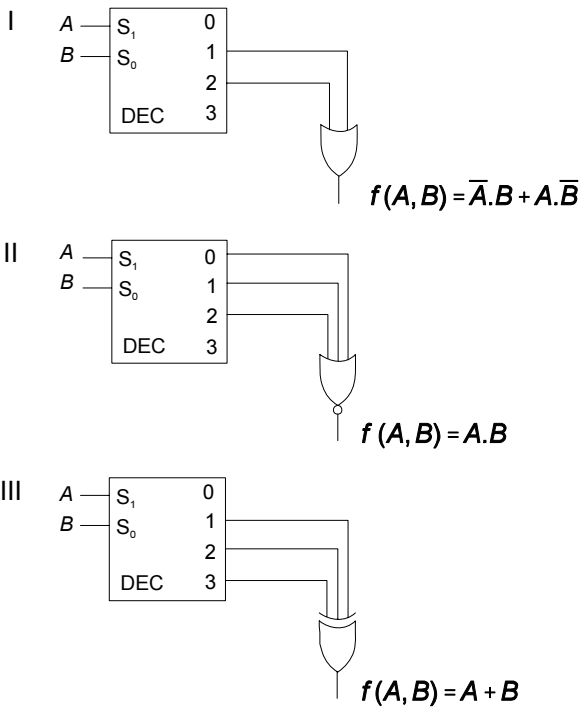 I
A S₁ 0
B S₀ 1
2
DEC 3
f (A, B) = A̅.B + A.B̅
II
A S₁ 0
B S₀ 1
2
DEC 3
f (A, B) = A.B
III
A S₁ 0
B S₀ 1
2
DEC 3
f (A, B) = A + B